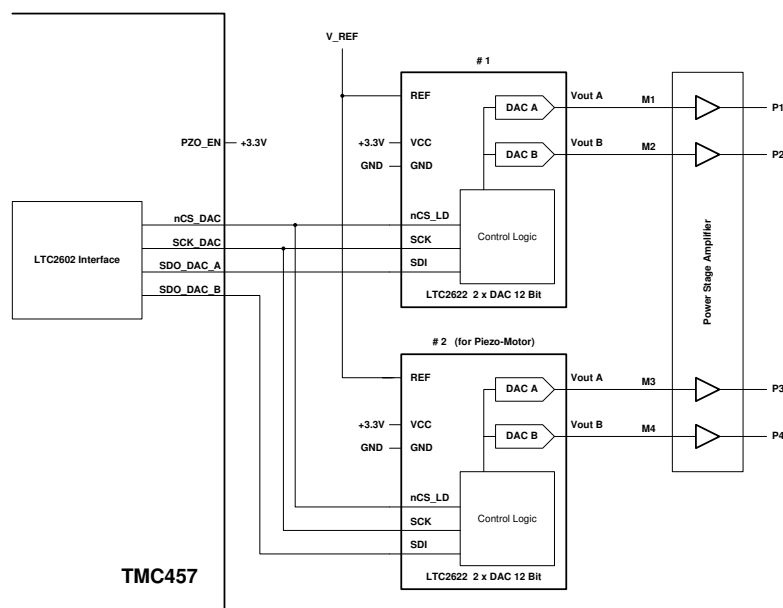 V_REF
# 1
REF
DAC A
Vout A
M1
P1
PZO_EN
+3.3V
+3.3V
VCC
DAC B
Vout B
M2
P2
GND
GND
nCS_DAC
nCS_LD
SCK_DAC
SCK
Control Logic
LTC2602 Interface
SDO_DAC_A
SDI
SDO_DAC_B
LTC2622 2 x DAC 12 Bit
Power Stage Amplifier
# 2 (for Piezo-Motor)
REF
DAC A
Vout A
M3
P3
+3.3V
VCC
DAC B
Vout B
M4
P4
GND
GND
nCS_LD
SCK
Control Logic
SDI
TMC457
LTC2622 2 x DAC 12 Bit